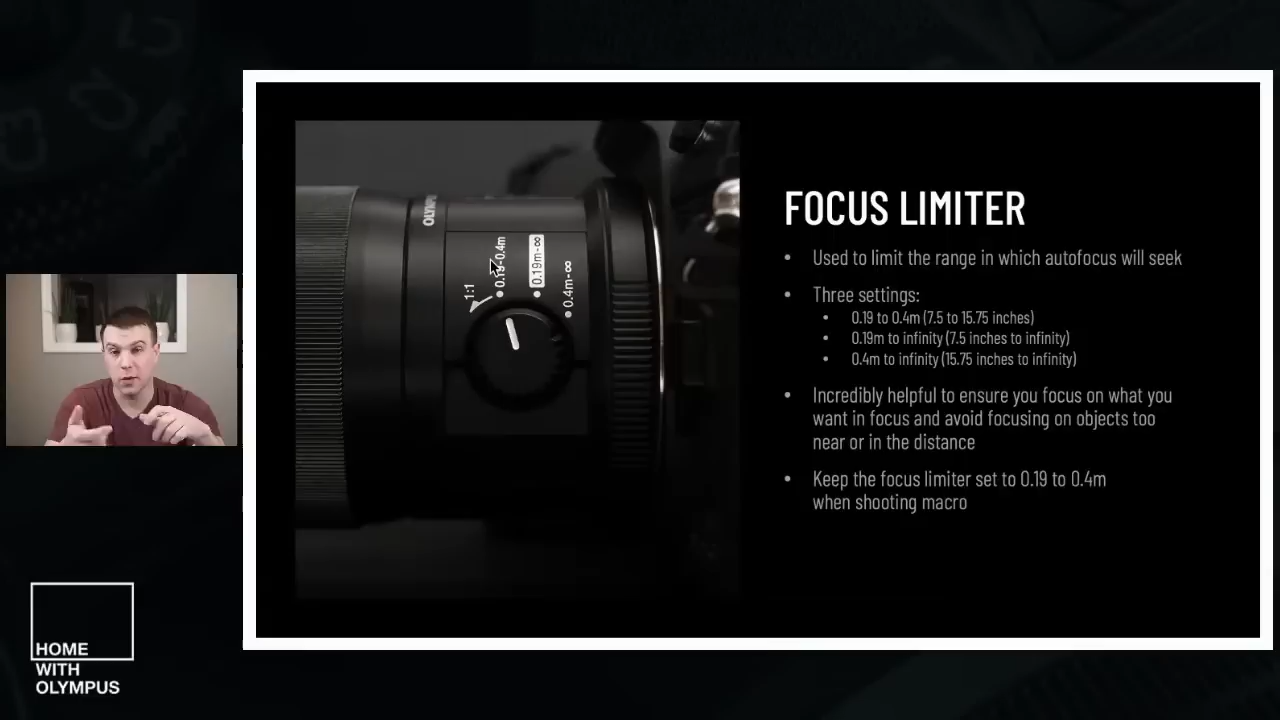 OLYMPUS
1:1
0.19-0.4m
0.19m-∞
0.4m-∞
FOCUS LIMITER
• Used to limit the range in which autofocus will seek
• Three settings:
• 0.19 to 0.4m (7.5 to 15.75 inches)
• 0.19m to infinity (7.5 inches to infinity)
• 0.4m to infinity (15.75 inches to infinity)
• Incredibly helpful to ensure you focus on what you
want in focus and avoid focusing on objects too
near or in the distance
• Keep the focus limiter set to 0.19 to 0.4m
when shooting macro
HOME
WITH
OLYMPUS